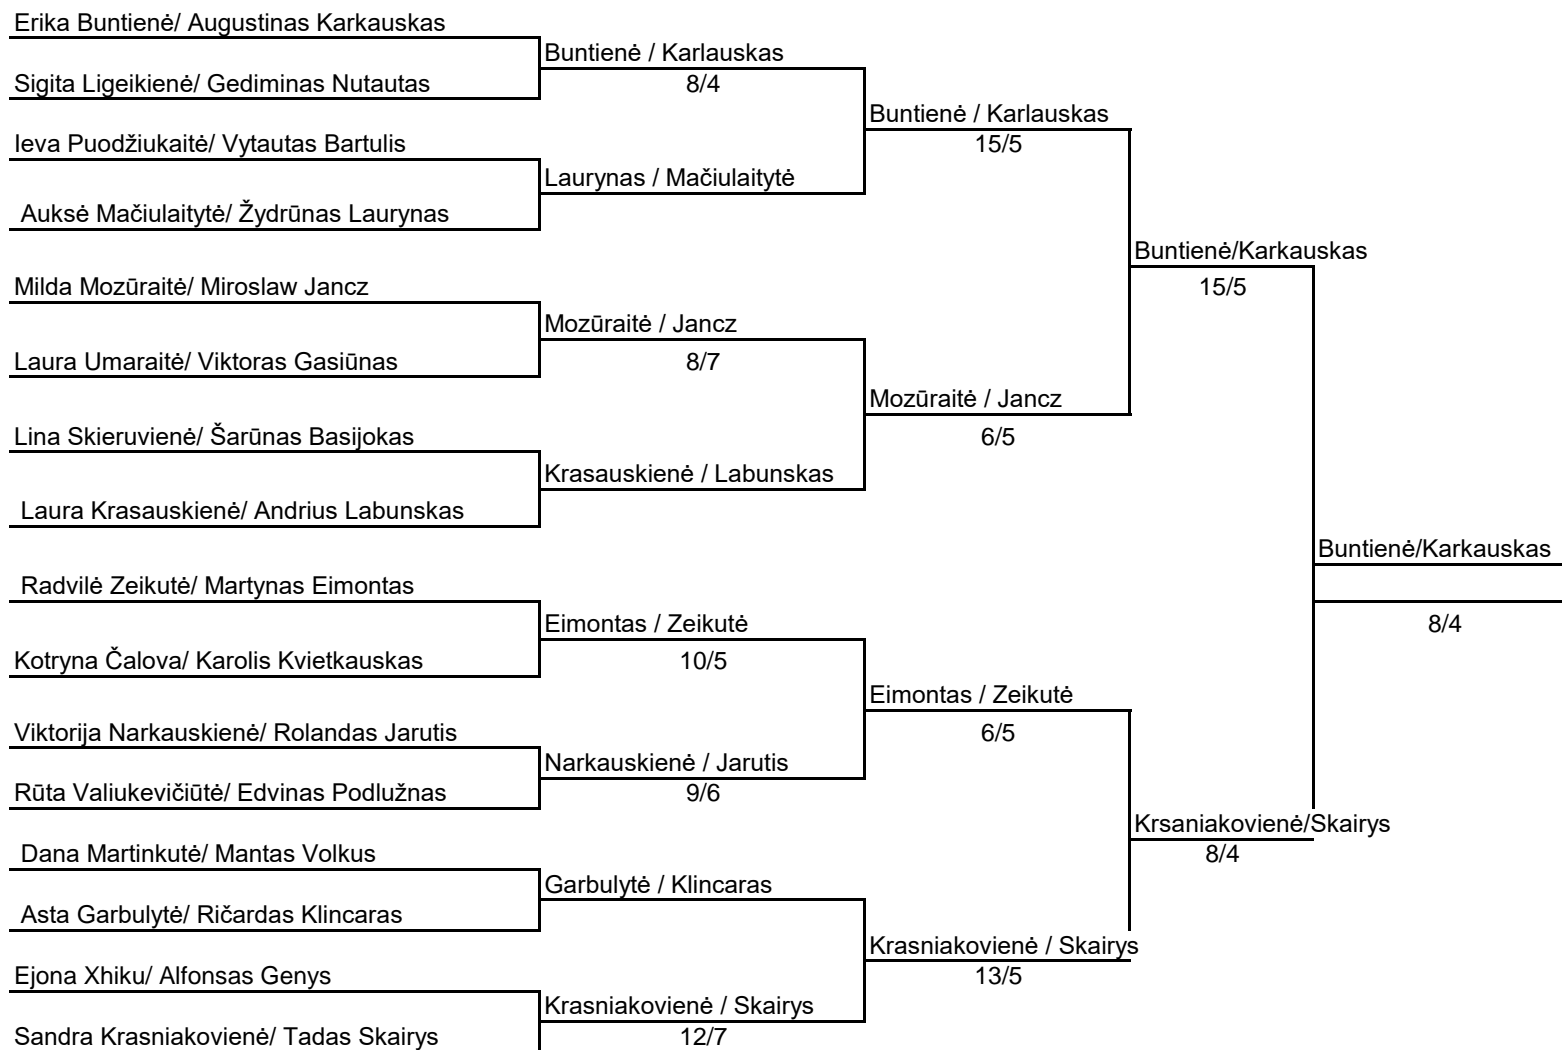 Erika Buntienė/ Augustinas Karkauskas
Buntienė / Karlauskas
Sigita Ligeikienė/ Gediminas Nutautas
8/4
Buntienė / Karlauskas
Ieva Puodžiukaitė/ Vytautas Bartulis
15/5
Laurynas / Mačiulaitytė
Auksė Mačiulaitytė/ Žydrūnas Laurynas
Buntienė/Karkauskas
Milda Mozūraitė/ Miroslaw Jancz
15/5
Mozūraitė / Jancz
Laura Umaraitė/ Viktoras Gasiūnas
8/7
Mozūraitė / Jancz
Lina Skieruvienė/ Šarūnas Basijokas
6/5
Krasauskienė / Labunskas
Laura Krasauskienė/ Andrius Labunskas
Buntienė/Karkauskas
Radvilė Zeikutė/ Martynas Eimontas
Eimontas / Zeikutė
8/4
Kotryna Čalova/ Karolis Kvietkauskas
10/5
Eimontas / Zeikutė
Viktorija Narkauskienė/ Rolandas Jarutis
6/5
Narkauskienė / Jarutis
Rūta Valiukevičiūtė/ Edvinas Podlužnas
9/6
Krsaniakovienė/Skairys
Dana Martinkutė/ Mantas Volkus
8/4
Garbulytė / Klincaras
Asta Garbulytė/ Ričardas Klincaras
Krasniakovienė / Skairys
Ejona Xhiku/ Alfonsas Genys
13/5
Krasniakovienė / Skairys
Sandra Krasniakovienė/ Tadas Skairys
12/7